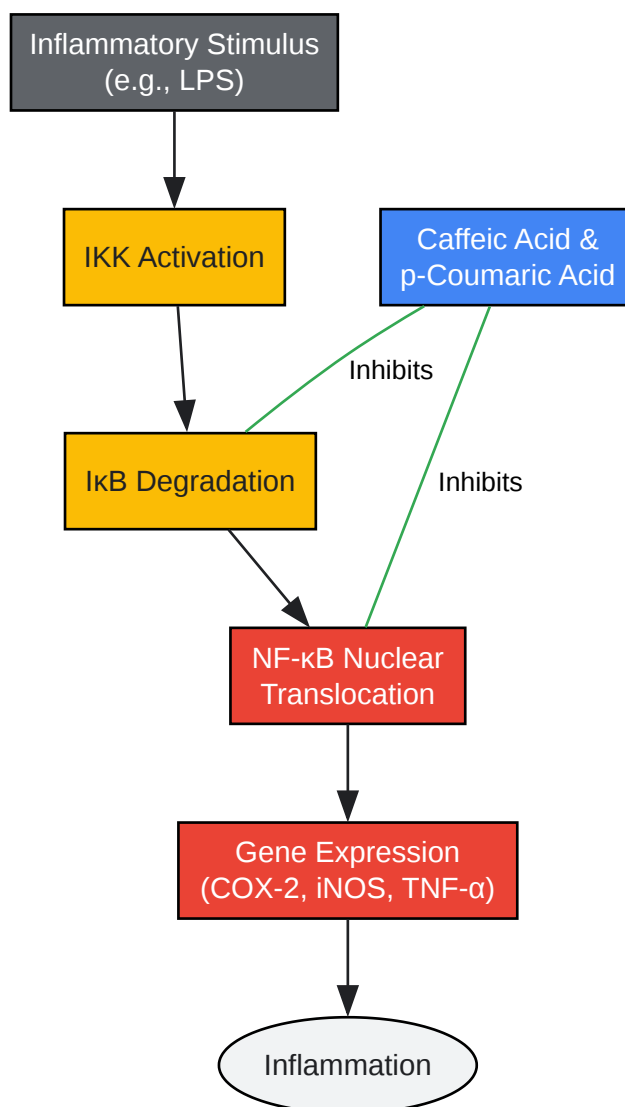 Inflammatory Stimulus
(e.g., LPS)
IKK Activation
Caffeic Acid &
p-Coumaric Acid
Inhibits
IκB Degradation
Inhibits
NF-κB Nuclear
Translocation
Gene Expression
(COX-2, iNOS, TNF-α)
Inflammation